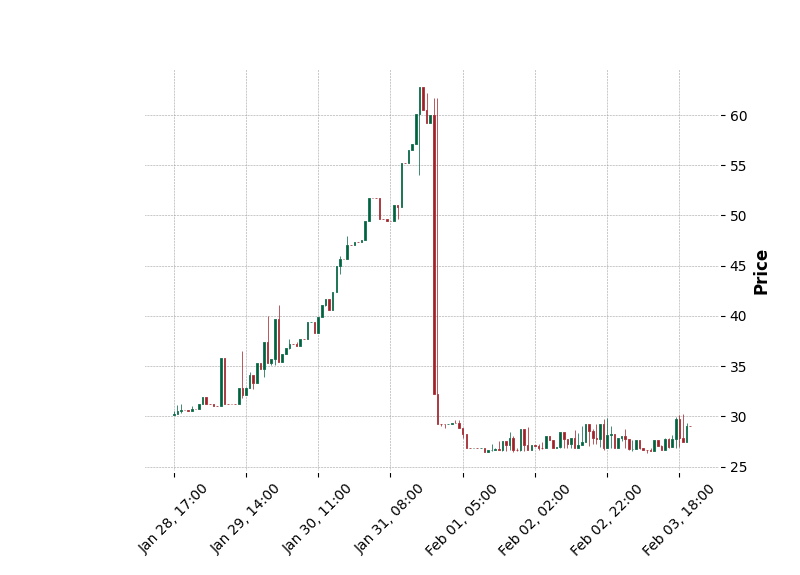 60
55
50
45
40
35
30
25
Price
Jan 28, 17:00
Jan 29, 14:00
Jan 30, 11:00
Jan 31, 08:00
Feb 01, 05:00
Feb 02, 02:00
Feb 02, 22:00
Feb 03, 18:00